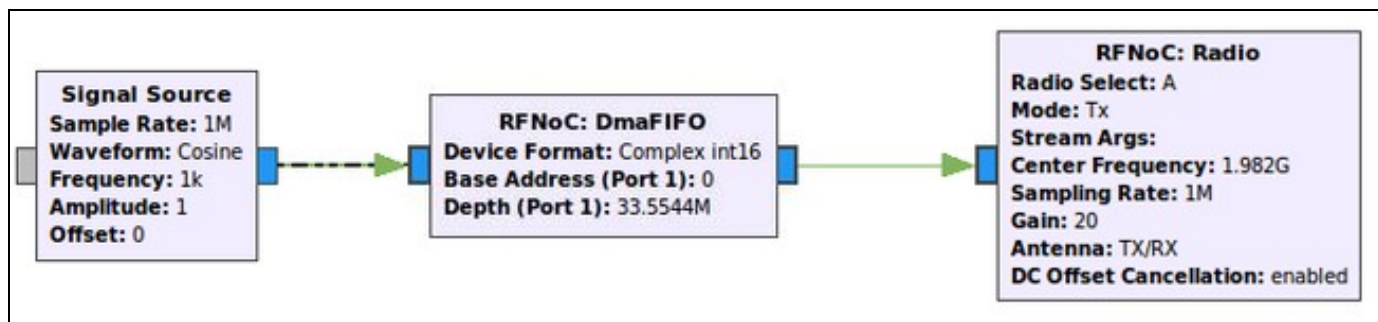 Signal Source
Sample Rate: 1M
Waveform: Cosine
Frequency: 1k
Amplitude: 1
Offset: 0
RFNoC: DmaFIFO
Device Format: Complex int16
Base Address (Port 1): 0
Depth (Port 1): 33.5544M
RFNoC: Radio
Radio Select: A
Mode: Tx
Stream Args:
Center Frequency: 1.982G
Sampling Rate: 1M
Gain: 20
Antenna: TX/RX
DC Offset Cancellation: enabled